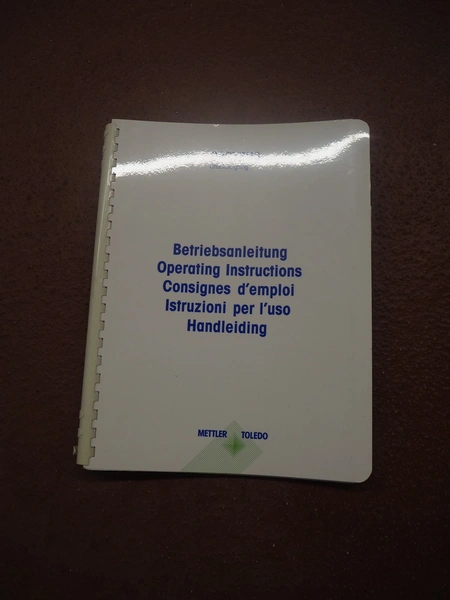 Betriebsanleitung
Operating Instructions
Consignes d'emploi
Istruzioni per l'uso
Handleiding
METTLER TOLEDO